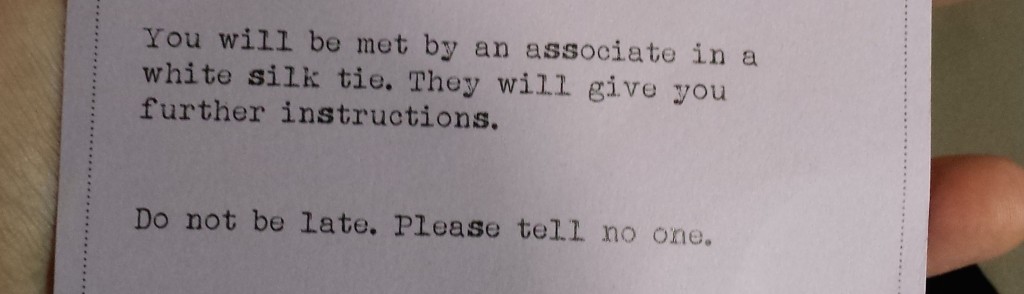 You will be met by an associate in a
white silk tie. They will give you
further instructions.
Do not be late. Please tell no one.